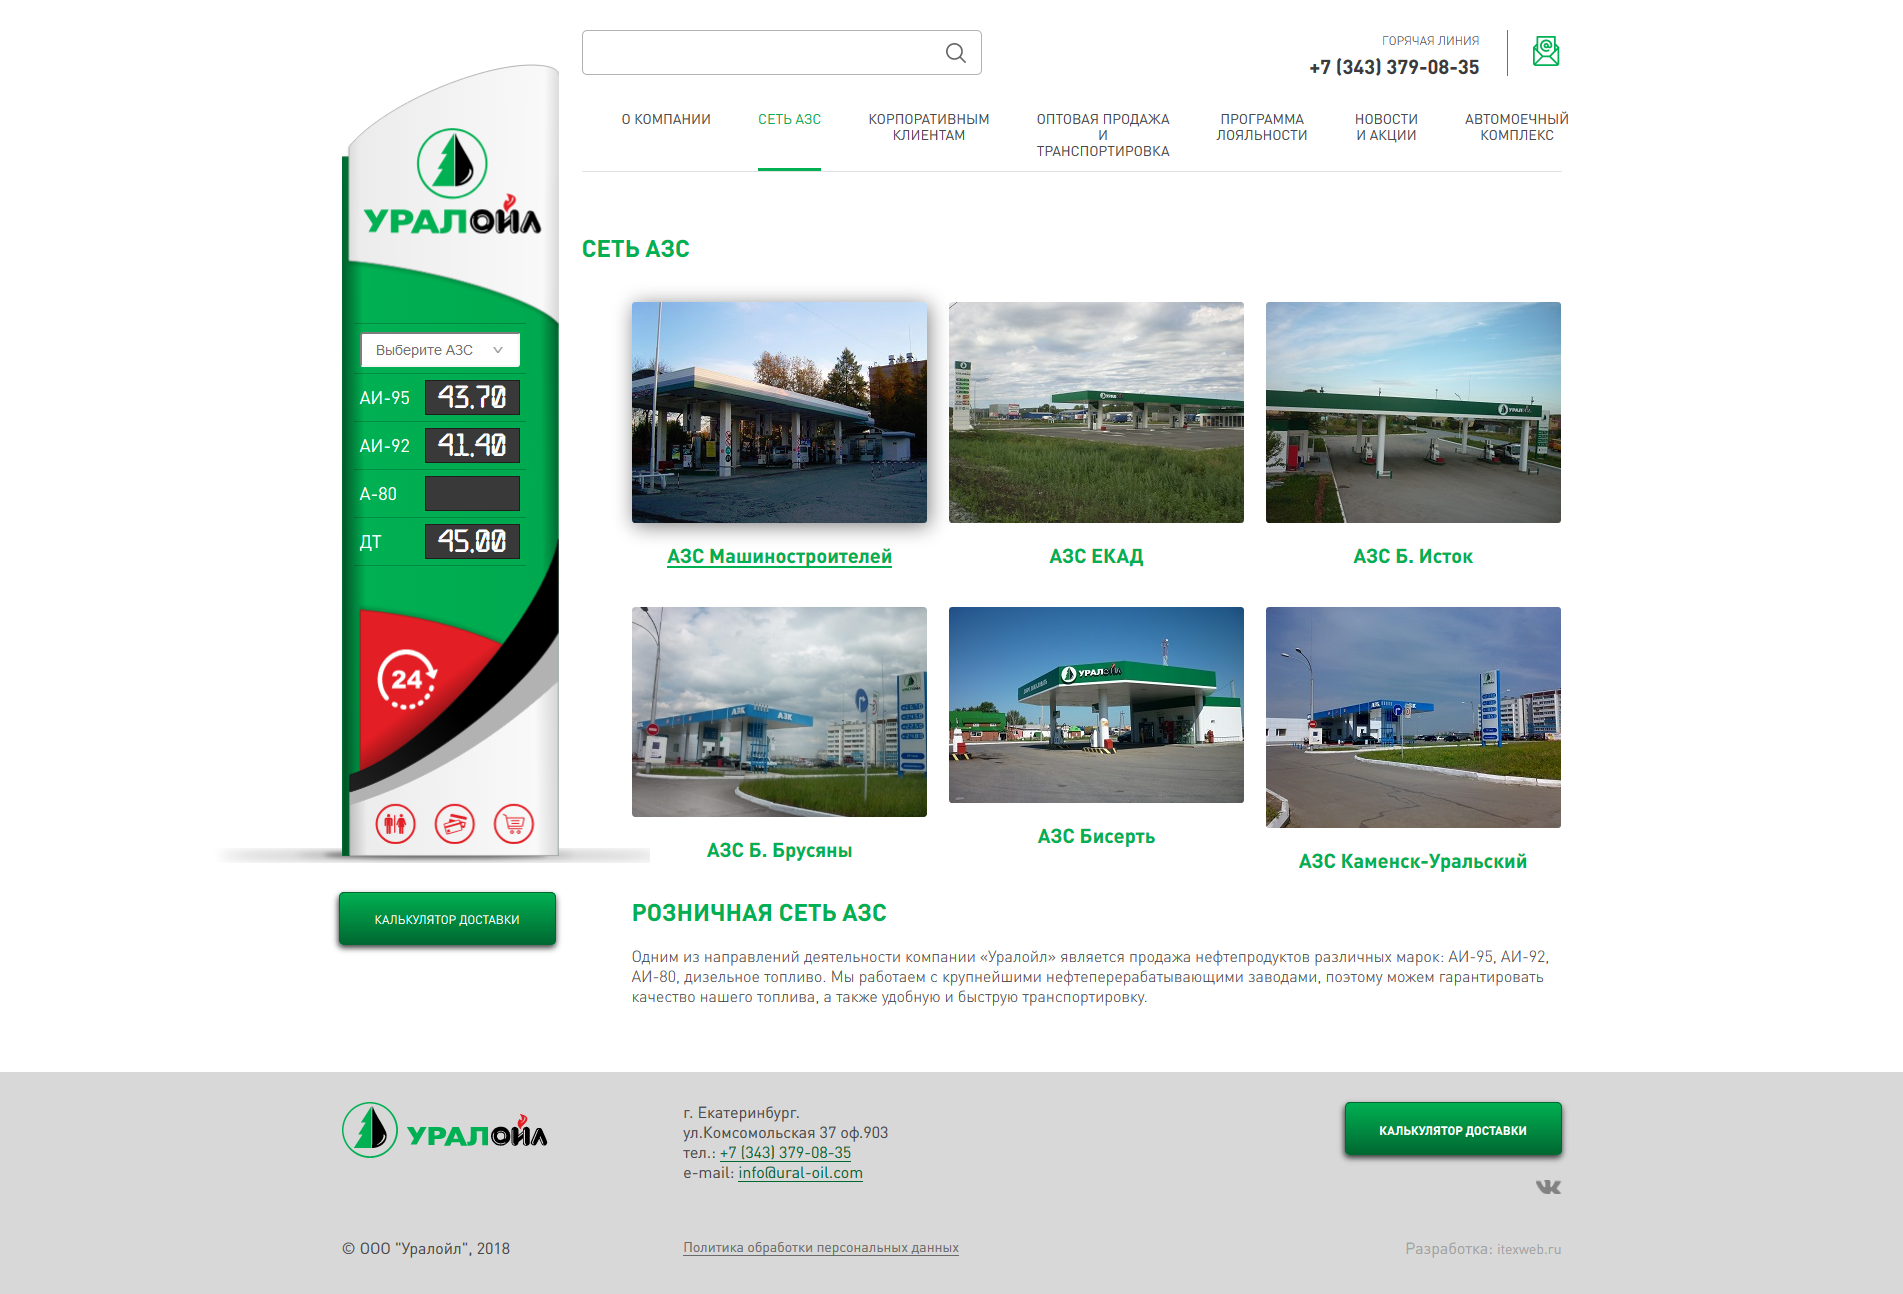 ГОРЯЧАЯ ЛИНИЯ
+7 (343) 379-08-35
О КОМПАНИИ
СЕТЬ АЗС
КОРПОРАТИВНЫМ
КЛИЕНТАМ
ОПТОВАЯ ПРОДАЖА
И
ТРАНСПОРТИРОВКА
ПРОГРАММА
ЛОЯЛЬНОСТИ
НОВОСТИ
И АКЦИИ
АВТОМОЕЧНЫЙ
КОМПЛЕКС
УРАЛОЙЛ
Выберите АЗС
АИ-95 43.70
АИ-92 41.40
А-80
ДТ 45.00
24
КАЛЬКУЛЯТОР ДОСТАВКИ
СЕТЬ АЗС
АЗС Машиностроителей
АЗС ЕКАД
УРАЛОЙЛ
АЗС Б. Исток
АЗК АЗК
УРАЛОЙЛ
АЗС Б. Брусяны
УРАЛОЙЛ
АЗС Бисерть
АЗС Каменск-Уральский
РОЗНИЧНАЯ СЕТЬ АЗС
Одним из направлений деятельности компании «Уралойл» является продажа нефтепродуктов различных марок: АИ-95, АИ-92,
АИ-80, дизельное топливо. Мы работаем с крупнейшими нефтеперерабатывающими заводами, поэтому можем гарантировать
качество нашего топлива, а также удобную и быструю транспортировку.
УРАЛОЙЛ
г. Екатеринбург.
ул.Комсомольская 37 оф.903
тел.: +7 (343) 379-08-35
e-mail: info@ural-oil.com
КАЛЬКУЛЯТОР ДОСТАВКИ
© ООО "Уралойл", 2018
Политика обработки персональных данных
Разработка: itexweb.ru